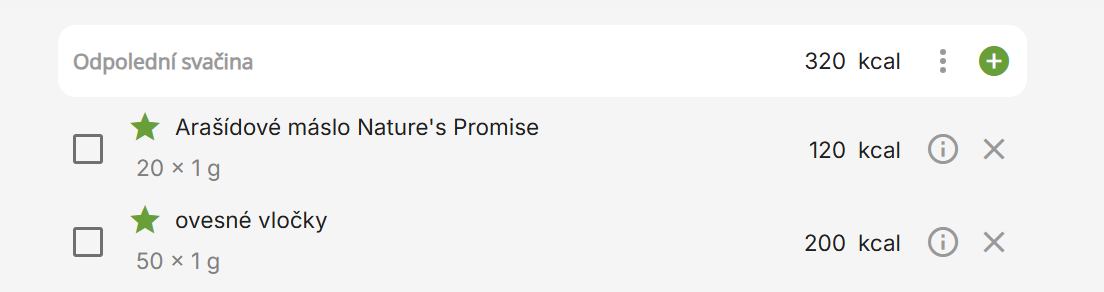 Odpolední svačina 320 kcal
Arašídové máslo Nature's Promise
20 × 1 g 120 kcal
ovesné vločky
50 × 1 g 200 kcal